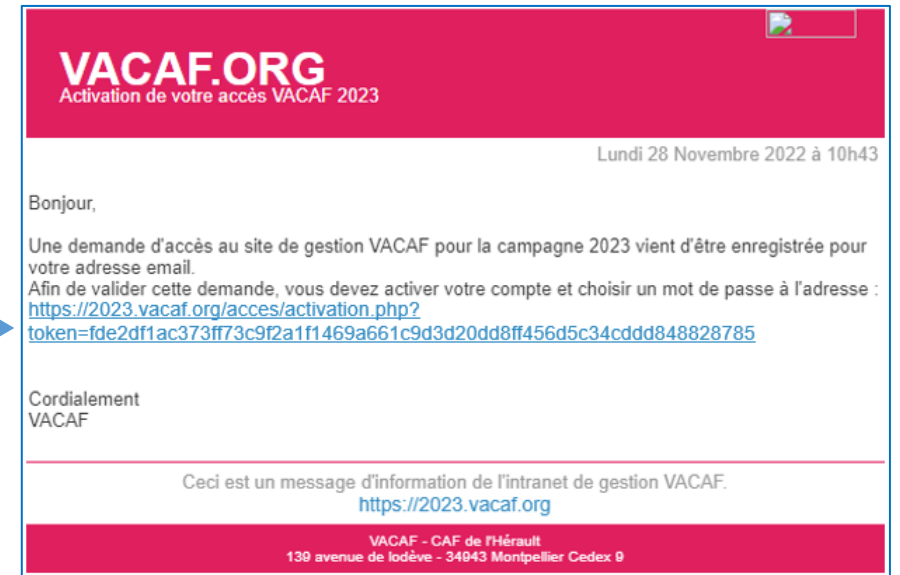 VACAF.ORG
Activation de votre accès VACAF 2023
Lundi 28 Novembre 2022 à 10h43
Bonjour,
Une demande d'accès au site de gestion VACAF pour la campagne 2023 vient d'être enregistrée pour
votre adresse email.
Afin de valider cette demande, vous devez activer votre compte et choisir un mot de passe à l'adresse :
https://2023.vacaf.org/acces/activation.php?
token=fde2df1ac373ff73c9f2a1f1469a661c9d3d20dd8ff456d5c34cddd848828785
Cordialement
VACAF
Ceci est un message d'information de l'intranet de gestion VACAF.
https://2023.vacaf.org
VACAF - CAF de l'Hérault
139 avenue de lodève - 34943 Montpellier Cedex 9